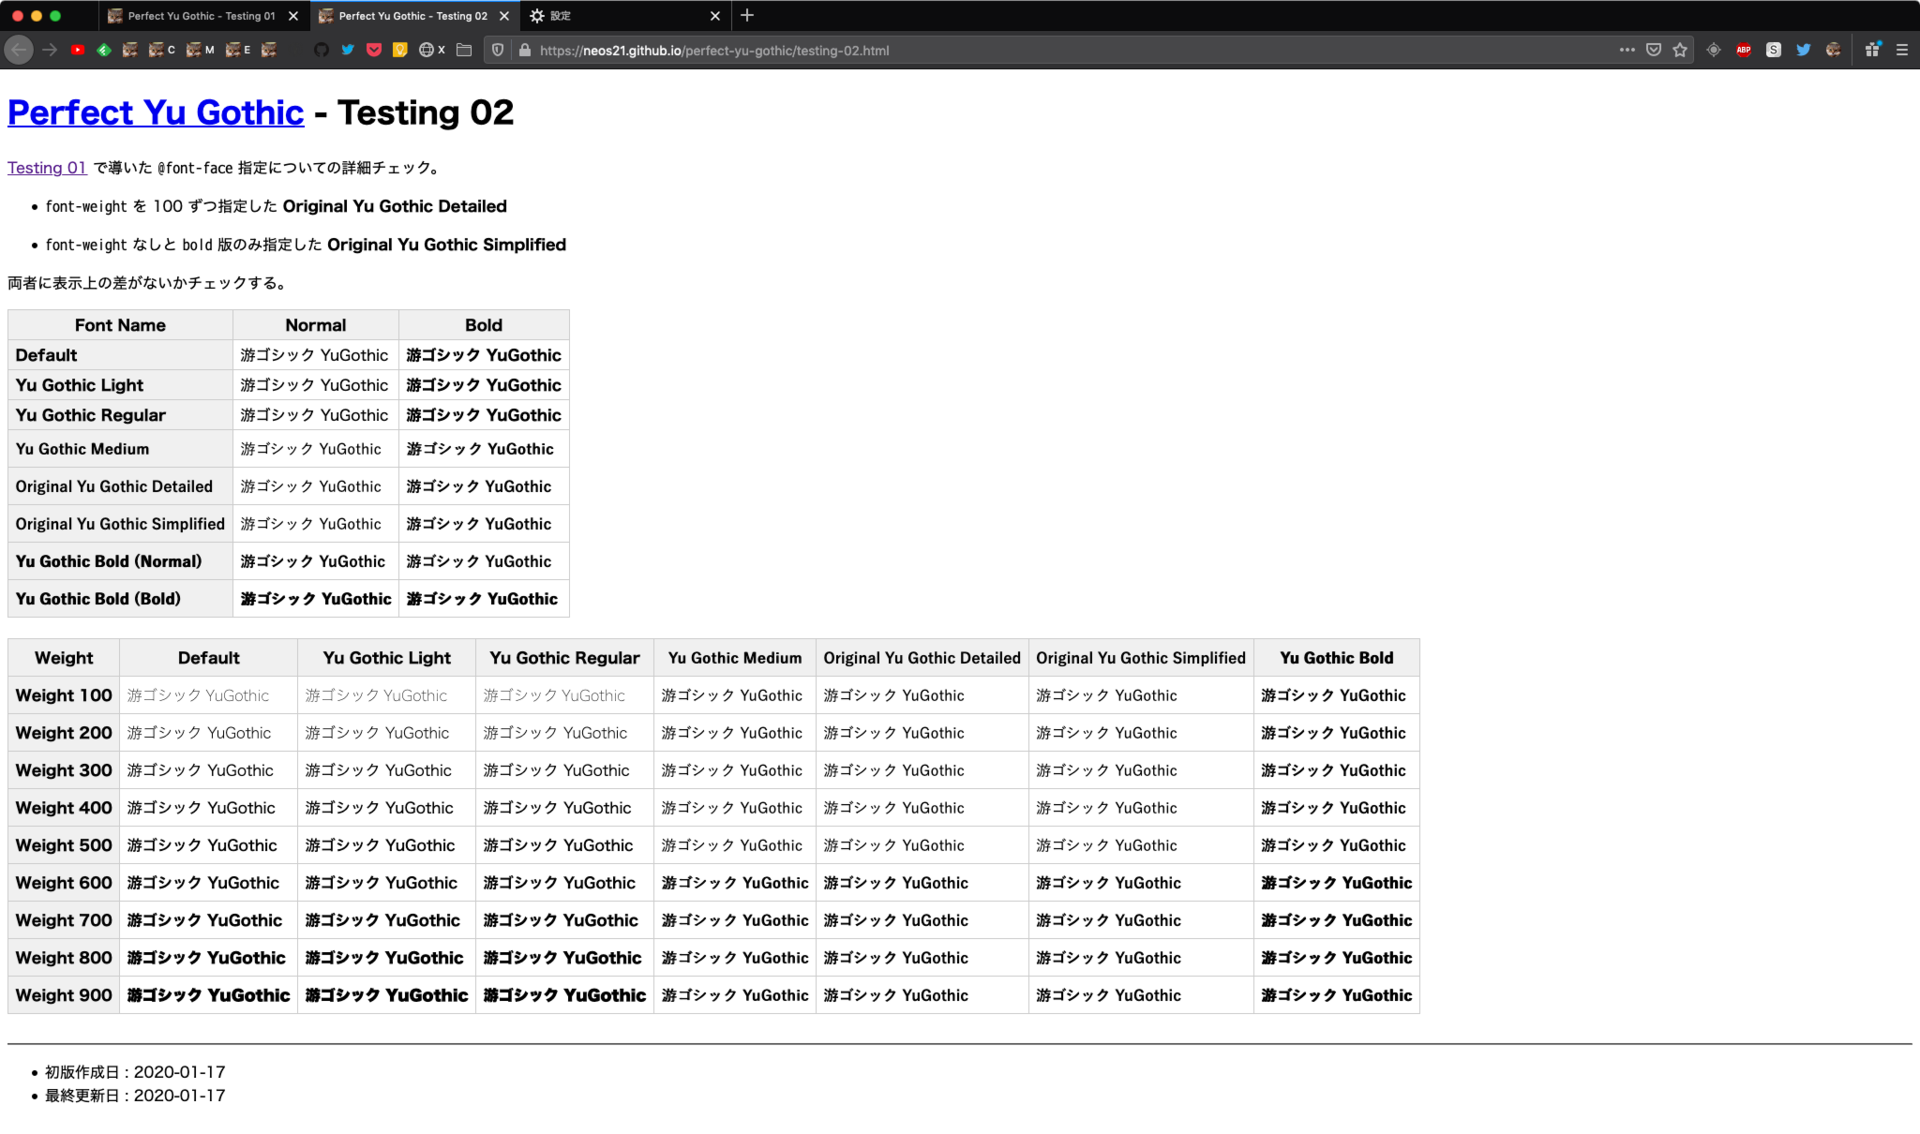 Perfect Yu Gothic - Testing 01
Perfect Yu Gothic - Testing 02
設定
C M E X
https://neos21.github.io/perfect-yu-gothic/testing-02.html
ABP S
Perfect Yu Gothic - Testing 02
Testing 01 で導いた @font-face 指定についての詳細チェック。
• font-weight を 100 ずつ指定した Original Yu Gothic Detailed
• font-weight なしと bold 版のみ指定した Original Yu Gothic Simplified
両者に表示上の差がないかチェックする。
Font Name Normal Bold
Default 游ゴシック YuGothic 游ゴシック YuGothic
Yu Gothic Light 游ゴシック YuGothic 游ゴシック YuGothic
Yu Gothic Regular 游ゴシック YuGothic 游ゴシック YuGothic
Yu Gothic Medium 游ゴシック YuGothic 游ゴシック YuGothic
Original Yu Gothic Detailed 游ゴシック YuGothic 游ゴシック YuGothic
Original Yu Gothic Simplified 游ゴシック YuGothic 游ゴシック YuGothic
Yu Gothic Bold (Normal) 游ゴシック YuGothic 游ゴシック YuGothic
Yu Gothic Bold (Bold) 游ゴシック YuGothic 游ゴシック YuGothic
Weight Default Yu Gothic Light Yu Gothic Regular Yu Gothic Medium Original Yu Gothic Detailed Original Yu Gothic Simplified Yu Gothic Bold
Weight 100 游ゴシック YuGothic 游ゴシック YuGothic 游ゴシック YuGothic 游ゴシック YuGothic 游ゴシック YuGothic 游ゴシック YuGothic 游ゴシック YuGothic
Weight 200 游ゴシック YuGothic 游ゴシック YuGothic 游ゴシック YuGothic 游ゴシック YuGothic 游ゴシック YuGothic 游ゴシック YuGothic 游ゴシック YuGothic
Weight 300 游ゴシック YuGothic 游ゴシック YuGothic 游ゴシック YuGothic 游ゴシック YuGothic 游ゴシック YuGothic 游ゴシック YuGothic 游ゴシック YuGothic
Weight 400 游ゴシック YuGothic 游ゴシック YuGothic 游ゴシック YuGothic 游ゴシック YuGothic 游ゴシック YuGothic 游ゴシック YuGothic 游ゴシック YuGothic
Weight 500 游ゴシック YuGothic 游ゴシック YuGothic 游ゴシック YuGothic 游ゴシック YuGothic 游ゴシック YuGothic 游ゴシック YuGothic 游ゴシック YuGothic
Weight 600 游ゴシック YuGothic 游ゴシック YuGothic 游ゴシック YuGothic 游ゴシック YuGothic 游ゴシック YuGothic 游ゴシック YuGothic 游ゴシック YuGothic
Weight 700 游ゴシック YuGothic 游ゴシック YuGothic 游ゴシック YuGothic 游ゴシック YuGothic 游ゴシック YuGothic 游ゴシック YuGothic 游ゴシック YuGothic
Weight 800 游ゴシック YuGothic 游ゴシック YuGothic 游ゴシック YuGothic 游ゴシック YuGothic 游ゴシック YuGothic 游ゴシック YuGothic 游ゴシック YuGothic
Weight 900 游ゴシック YuGothic 游ゴシック YuGothic 游ゴシック YuGothic 游ゴシック YuGothic 游ゴシック YuGothic 游ゴシック YuGothic 游ゴシック YuGothic
• 初版作成日 : 2020-01-17
• 最終更新日 : 2020-01-17